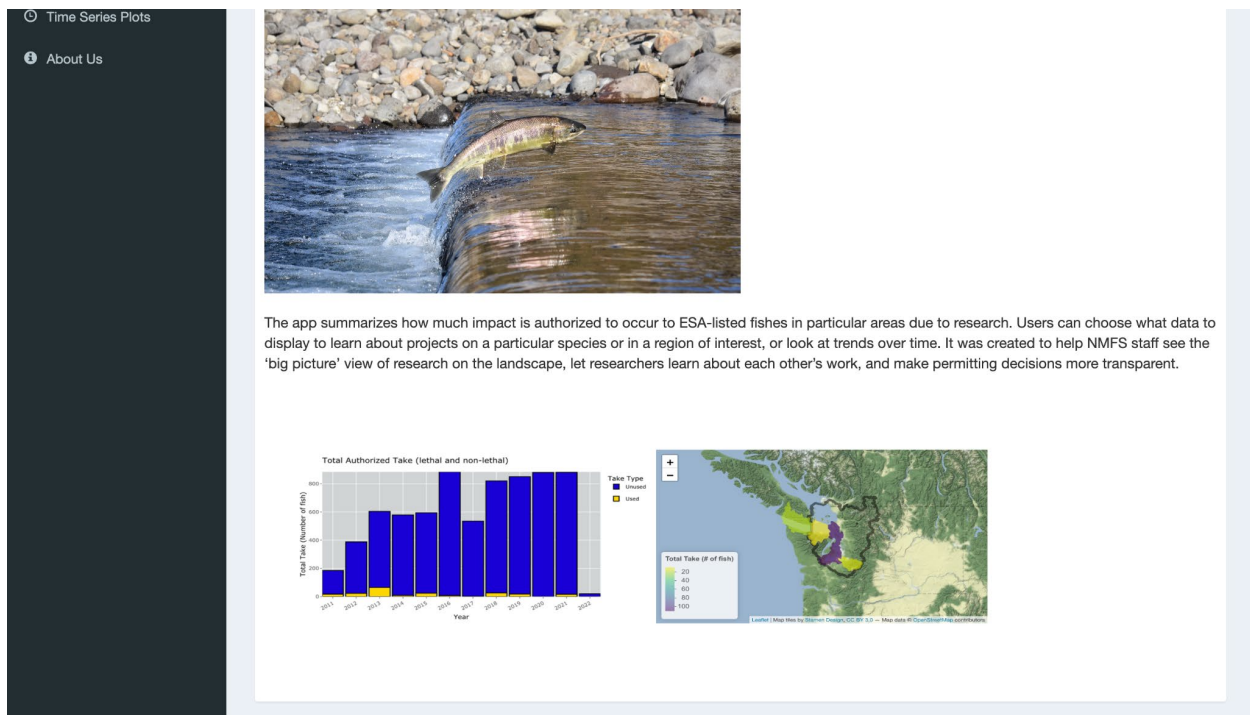 Time Series Plots
About Us
The app summarizes how much impact is authorized to occur to ESA-listed fishes in particular areas due to research. Users can choose what data to
display to learn about projects on a particular species or in a region of interest, or look at trends over time. It was created to help NMFS staff see the
‘big picture’ view of research on the landscape, let researchers learn about each other’s work, and make permitting decisions more transparent.
Total Authorized Take (lethal and non-lethal)
Total Take (Number of fish)
800
600
400
200
0
2011 2012 2013 2014 2015 2016 2017 2018 2019 2020 2021 2022
Year
Take Type
Unused
Used
+
−
Total Take (# of fish)
20
40
60
80
100
Leaflet | Map tiles by Stamen Design, CC BY 3.0 — Map data © OpenStreetMap contributors